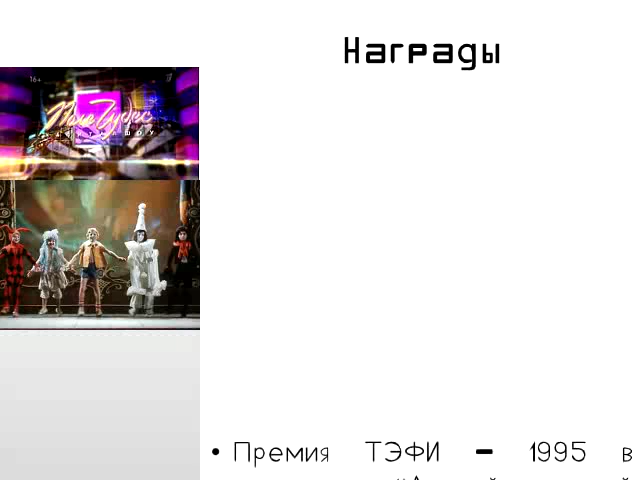 Награды
16+
Поле Чудес
• Премия ТЭФИ – 1995 в